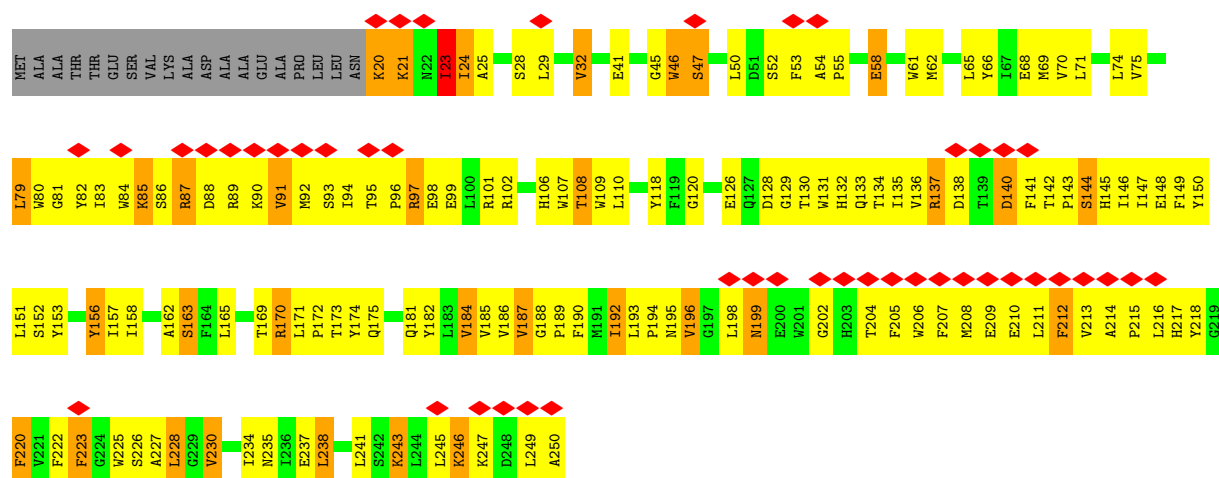 MET ALA ALA THR THR GLU SER VAL LYS ALA ASP ALA ALA GLU ALA PRO LEU LEU ASN K20 K21 N22 I23 I24 A25 S28 L29 V32 E41 G45 W46 S47 L50 D51 S52 F53 A54 P55 E58 W61 M62 L65 Y66 I67 E68 M69 V70 L71 L74 V75
L79 W80 G81 Y82 I83 W84 K85 S86 R87 D88 R89 K90 V91 M92 S93 I94 T95 P96 R97 E98 E99 L100 R101 R102 H106 W107 T108 W109 L110 Y118 F119 G120 E126 Q127 D128 G129 T130 W131 H132 Q133 T134 I135 V136 R137 D138 T139 D140 F141 T142 P143 S144 H145 I146 I147 E148 F149 Y150
L151 S152 Y153 Y156 I157 I158 A162 S163 F164 L165 T169 R170 L171 P172 T173 Y174 Q175 Q181 Y182 L183 V184 V185 V186 V187 G188 P189 F190 M191 I192 L193 P194 N195 V196 G197 L198 N199 E200 W201 G202 H203 T204 F205 W206 F207 M208 E209 E210 L211 F212 V213 A214 P215 L216 H217 Y218 G219
F220 V221 F222 F223 G224 W225 S226 A227 L228 G229 V230 I234 N235 I236 E237 L238 L241 S242 K243 L244 L245 K246 K247 D248 L249 A250